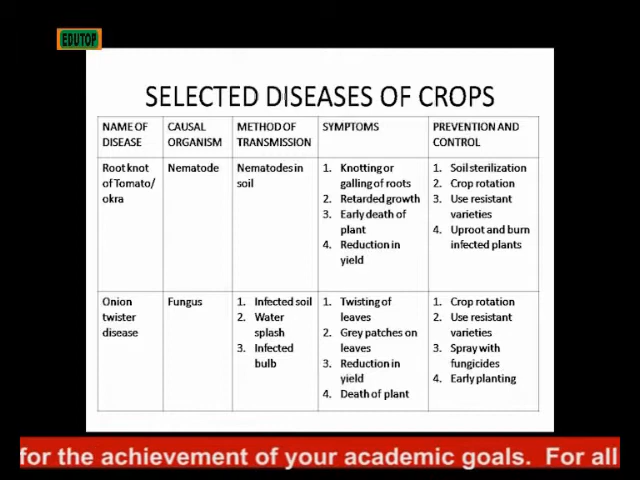 EDUTOP
SELECTED DISEASES OF CROPS
NAME OF DISEASE CAUSAL ORGANISM METHOD OF TRANSMISSION SYMPTOMS PREVENTION AND CONTROL
Root knot of Tomato/ okra
Nematode
Nematodes in soil
1. Knotting or galling of roots
2. Retarded growth
3. Early death of plant
4. Reduction in yield
1. Soil sterilization
2. Crop rotation
3. Use resistant varieties
4. Uproot and burn infected plants
Onion twister disease
Fungus
1. Infected soil
2. Water splash
3. Infected bulb
1. Twisting of leaves
2. Grey patches on leaves
3. Reduction in yield
4. Death of plant
1. Crop rotation
2. Use resistant varieties
3. Spray with fungicides
4. Early planting
for the achievement of your academic goals. For all